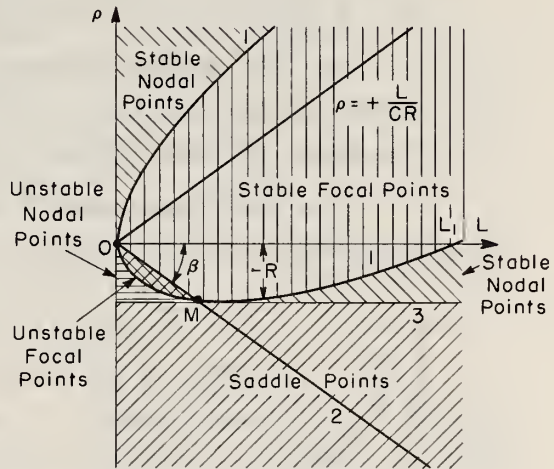 ρ
1
Stable
Nodal
Points
ρ = + L/CR
Unstable
Nodal
Points
Stable Focal Points
O
L₁ L
β
-R
1
Stable
Nodal
Points
M
3
Unstable
Focal
Points
Saddle Points
2